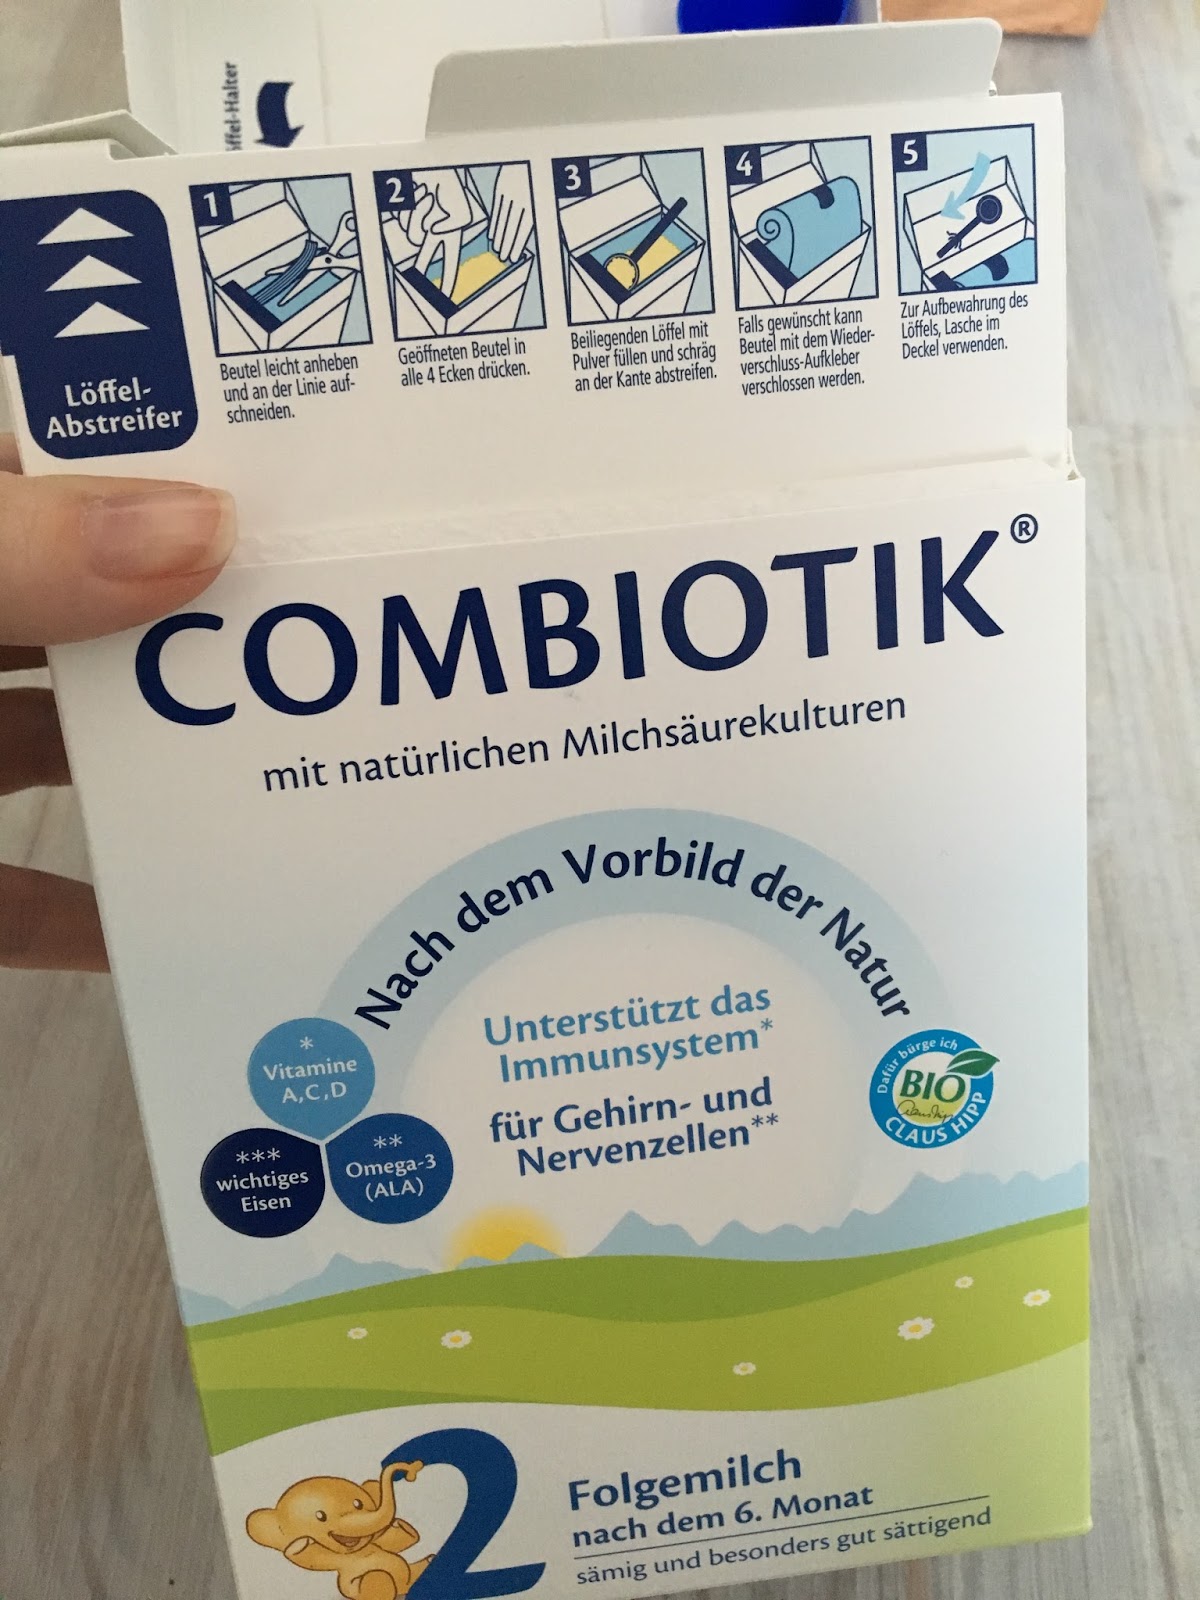 Löffel-Halter
1
2
3
4
5
Löffel-
Abstreifer
Beutel leicht anheben
und an der Linie auf-
schneiden.
Geöffneten Beutel in
alle 4 Ecken drücken.
Beiliegenden Löffel mit
Pulver füllen und schräg
an der Kante abstreifen.
Falls gewünscht kann
Beutel mit dem Wieder-
verschluss-Aufkleber
verschlossen werden.
Zur Aufbewahrung des
Löffels, Lasche im
Deckel verwenden.
COMBIOTIK®
mit natürlichen Milchsäurekulturen
Nach dem Vorbild der Natur
Unterstützt das
Immunsystem*
für Gehirn- und
Nervenzellen**
*
Vitamine
A,C,D
**
Omega-3
(ALA)
***
wichtiges
Eisen
Dafür bürge ich
BIO
CLAUS HIPP
2
Folgemilch
nach dem 6. Monat
sämig und besonders gut sättigend